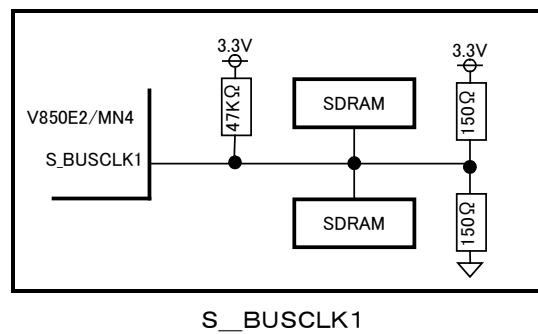 3.3V
47KΩ
V850E2/MN4
S_BUSCLK1
SDRAM
SDRAM
3.3V
150Ω
150Ω
S__BUSCLK1